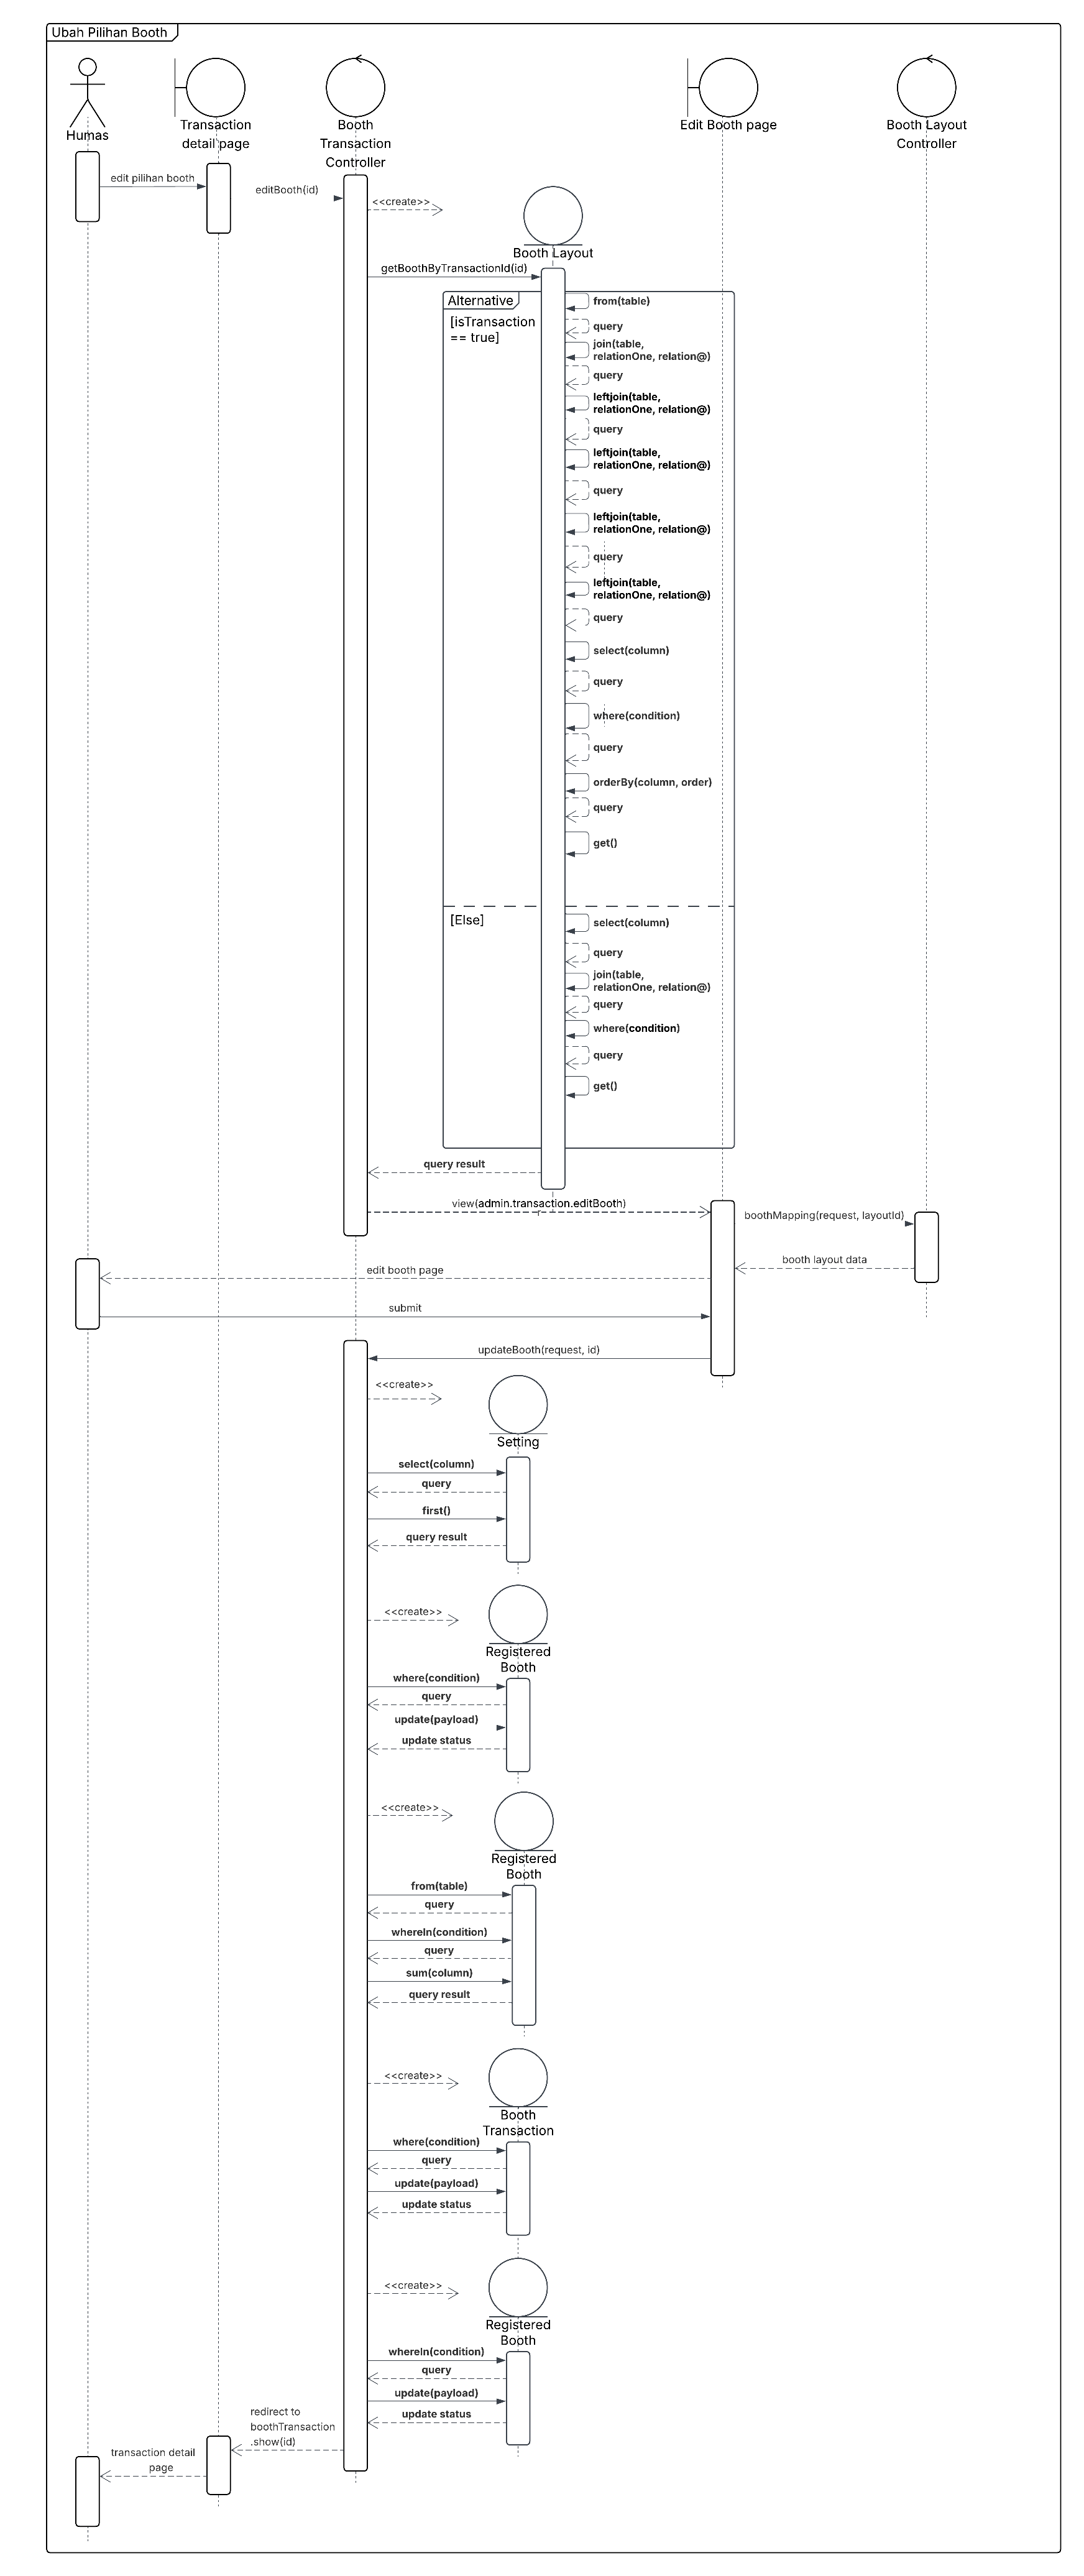 Ubah Pilihan Booth
Humas
Transaction
detail page
Booth
Transaction
Controller
Edit Booth page
Booth Layout
Controller
edit pilihan booth
editBooth(id)
<<create>>
Booth Layout
getBoothByTransactionId(id)
Alternative
[isTransaction
== true]
from(table)
query
join(table,
relationOne, relation@)
query
leftjoin(table,
relationOne, relation@)
query
leftjoin(table,
relationOne, relation@)
query
leftjoin(table,
relationOne, relation@)
query
leftjoin(table,
relationOne, relation@)
query
select(column)
query
where(condition)
query
orderBy(column, order)
query
get()
[Else]
select(column)
query
join(table,
relationOne, relation@)
query
where(condition)
query
get()
query result
view(admin.transaction.editBooth)
boothMapping(request, layoutId)
booth layout data
edit booth page
submit
updateBooth(request, id)
<<create>>
Setting
select(column)
query
first()
query result
<<create>>
Registered
Booth
where(condition)
query
update(payload)
update status
<<create>>
Registered
Booth
from(table)
query
whereIn(condition)
query
sum(column)
query result
<<create>>
Booth
Transaction
where(condition)
query
update(payload)
update status
<<create>>
Registered
Booth
whereIn(condition)
query
update(payload)
update status
redirect to
boothTransaction
.show(id)
transaction detail
page